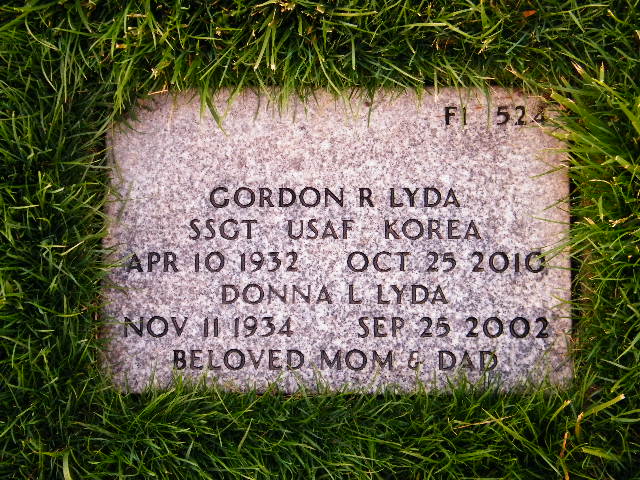 F1 524
GORDON R LYDA
SSGT USAF KOREA
APR 10 1932 OCT 25 2010
DONNA L LYDA
NOV 11 1934 SEP 25 2002
BELOVED MOM & DAD